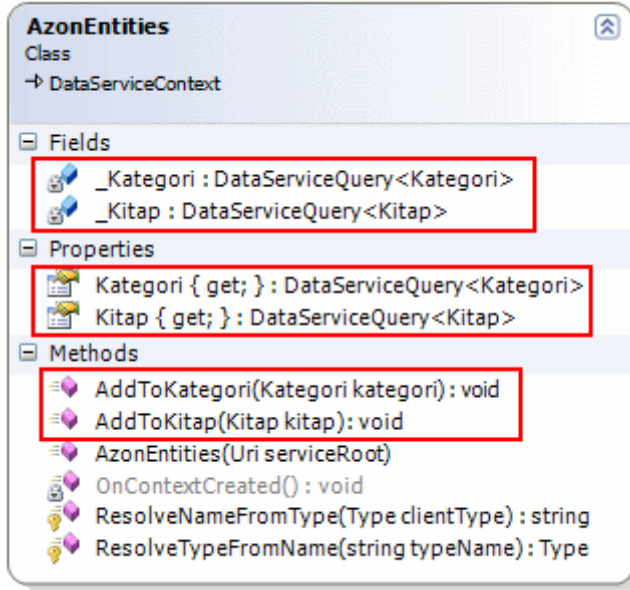 AzonEntities
Class
DataServiceContext
Fields
_Kategori : DataServiceQuery<Kategori>
_Kitap : DataServiceQuery<Kitap>
Properties
Kategori { get; } : DataServiceQuery<Kategori>
Kitap { get; } : DataServiceQuery<Kitap>
Methods
AddToKategori(Kategori kategori) : void
AddToKitap(Kitap kitap) : void
AzonEntities(Uri serviceRoot)
OnContextCreated() : void
ResolveNameFromType(Type clientType) : string
ResolveTypeFromName(string typeName) : Type